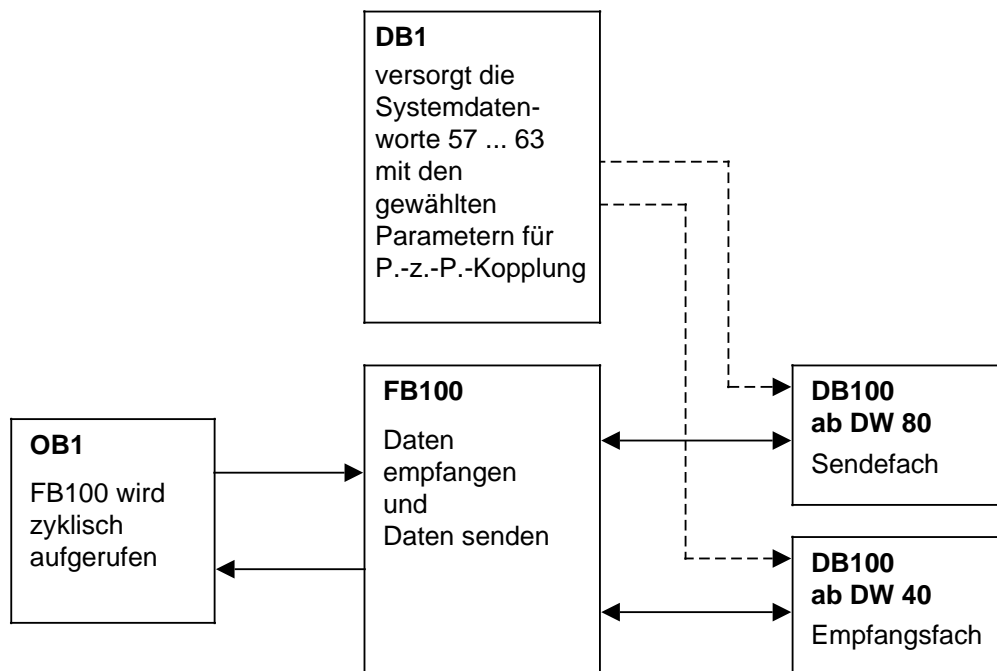 DB1
versorgt die
Systemdaten-
worte 57 ... 63
mit den
gewählten
Parametern für
P.-z.-P.-Kopplung
OB1
FB100 wird
zyklisch
aufgerufen
FB100
Daten
empfangen
und
Daten senden
DB100
ab DW 80
Sendefach
DB100
ab DW 40
Empfangsfach